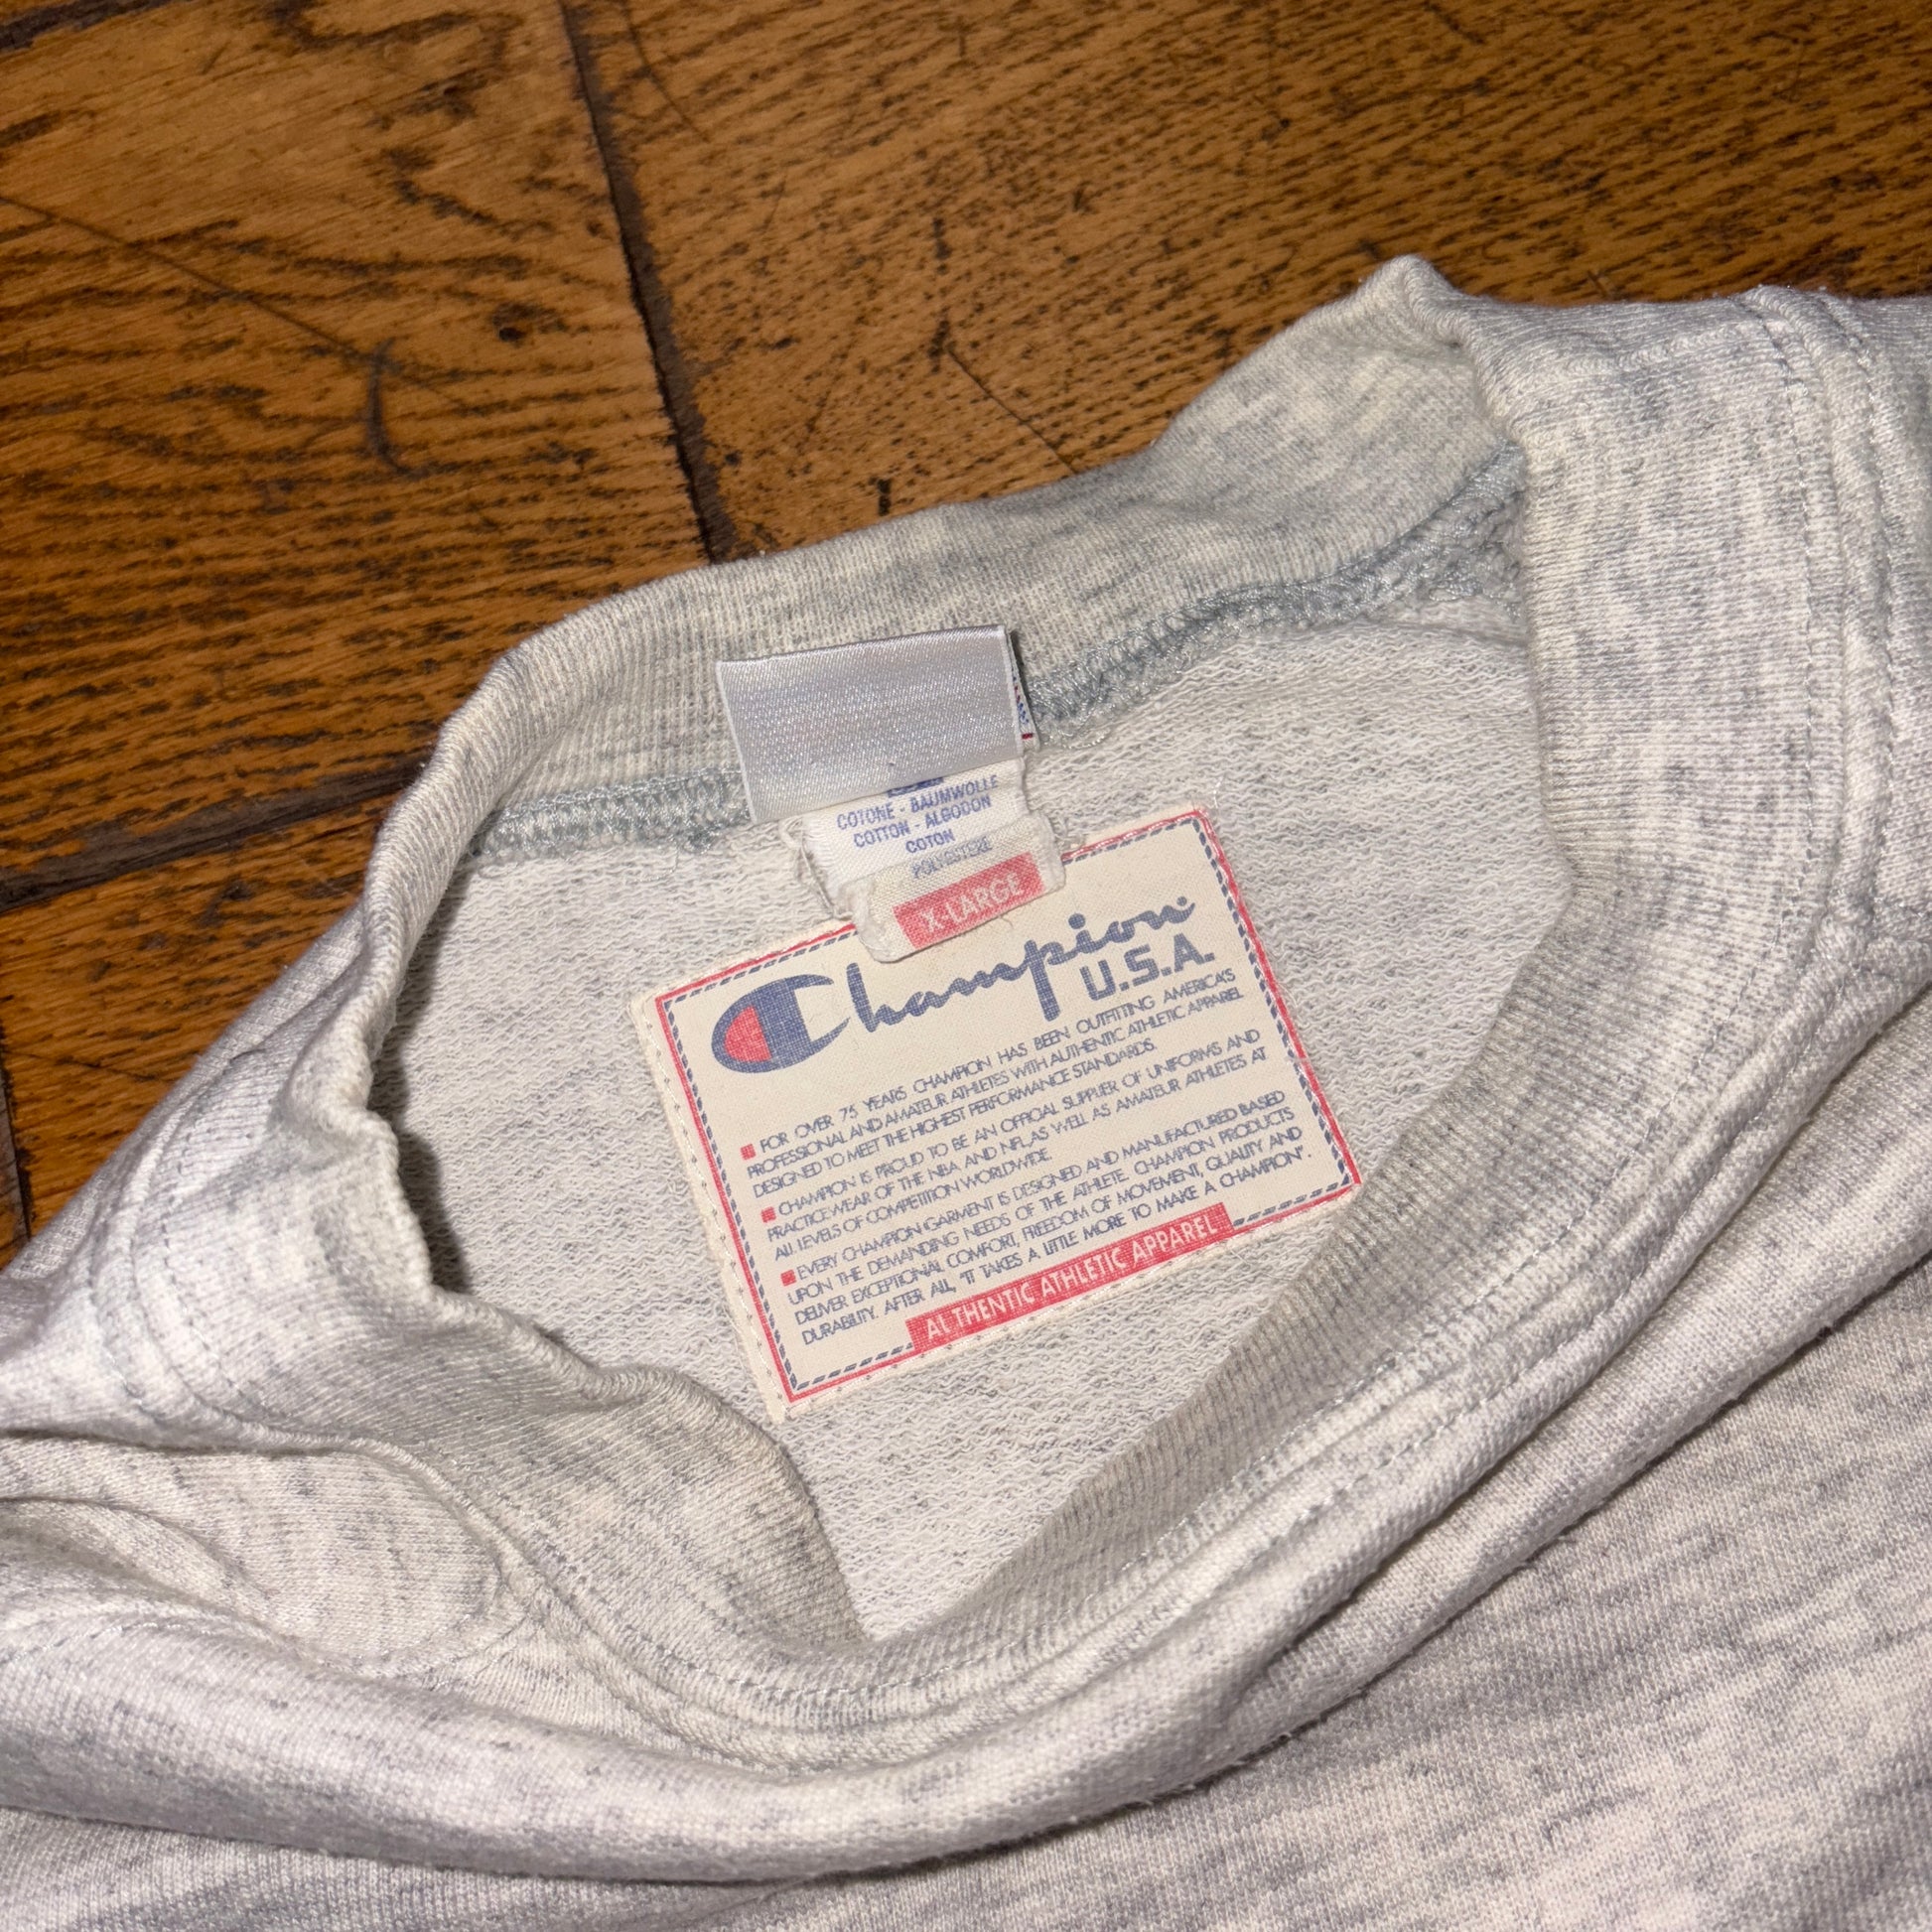 COTONE - BAUMWOLLE
COTTON - ALGODON
COTON
POLYESTERE
X-LARGE
Champion
U.S.A.
FOR OVER 75 YEARS CHAMPION HAS BEEN OUTFITTING AMERICA'S
PROFESSIONAL AND AMATEUR ATHLETES WITH AUTHENTIC ATHLETIC APPAREL
DESIGNED TO MEET THE HIGHEST PERFORMANCE STANDARDS.
CHAMPION IS PROUD TO BE AN OFFICIAL SUPPLIER OF UNIFORMS AND
PRACTICE WEAR OF THE NBA AND NFL, AS WELL AS AMATEUR ATHLETES AT
ALL LEVELS OF COMPETITION WORLDWIDE.
EVERY CHAMPION GARMENT IS DESIGNED AND MANUFACTURED BASED
UPON THE DEMANDING NEEDS OF THE ATHLETE. CHAMPION PRODUCTS
DELIVER EXCEPTIONAL COMFORT, FREEDOM OF MOVEMENT, QUALITY AND
DURABILITY. AFTER ALL, "IT TAKES A LITTLE MORE TO MAKE A CHAMPION".
AUTHENTIC ATHLETIC APPAREL